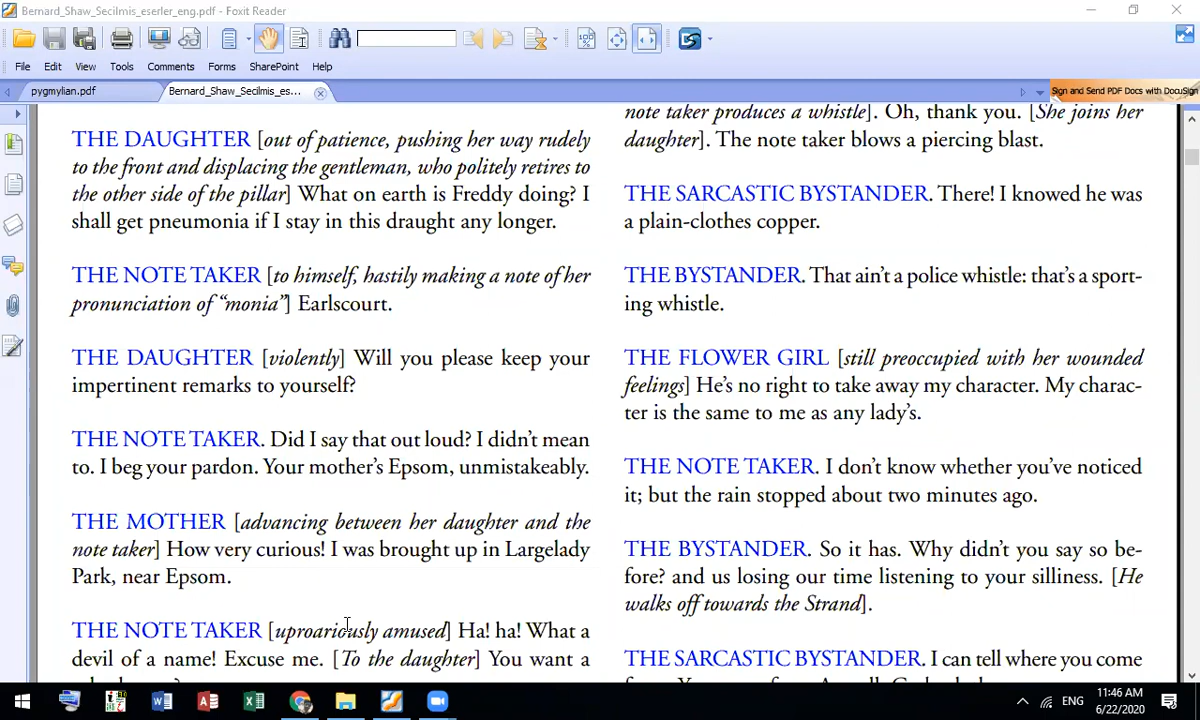 Bernard_Shaw_Secilmis_eserler_eng.pdf - Foxit Reader
File Edit View Tools Comments Forms SharePoint Help
pygmylian.pdf
Bernard_Shaw_Secilmis_es...
Sign and Send PDF Docs with DocuSign
THE DAUGHTER [out of patience, pushing her way rudely
to the front and displacing the gentleman, who politely retires to
the other side of the pillar] What on earth is Freddy doing? I
shall get pneumonia if I stay in this draught any longer.
THE NOTE TAKER [to himself, hastily making a note of her
pronunciation of “monia”] Earlscourt.
THE DAUGHTER [violently] Will you please keep your
impertinent remarks to yourself?
THE NOTE TAKER. Did I say that out loud? I didn’t mean
to. I beg your pardon. Your mother’s Epsom, unmistakeably.
THE MOTHER [advancing between her daughter and the
note taker] How very curious! I was brought up in Largelady
Park, near Epsom.
THE NOTE TAKER [uproariously amused] Ha! ha! What a
devil of a name! Excuse me. [To the daughter] You want a
note taker produces a whistle]. Oh, thank you. [She joins her
daughter]. The note taker blows a piercing blast.
THE SARCASTIC BYSTANDER. There! I knowed he was
a plain-clothes copper.
THE BYSTANDER. That ain’t a police whistle: that’s a sport-
ing whistle.
THE FLOWER GIRL [still preoccupied with her wounded
feelings] He’s no right to take away my character. My charac-
ter is the same to me as any lady’s.
THE NOTE TAKER. I don’t know whether you’ve noticed
it; but the rain stopped about two minutes ago.
THE BYSTANDER. So it has. Why didn’t you say so be-
fore? and us losing our time listening to your silliness. [He
walks off towards the Strand].
THE SARCASTIC BYSTANDER. I can tell where you come
ENG
11:46 AM
6/22/2020